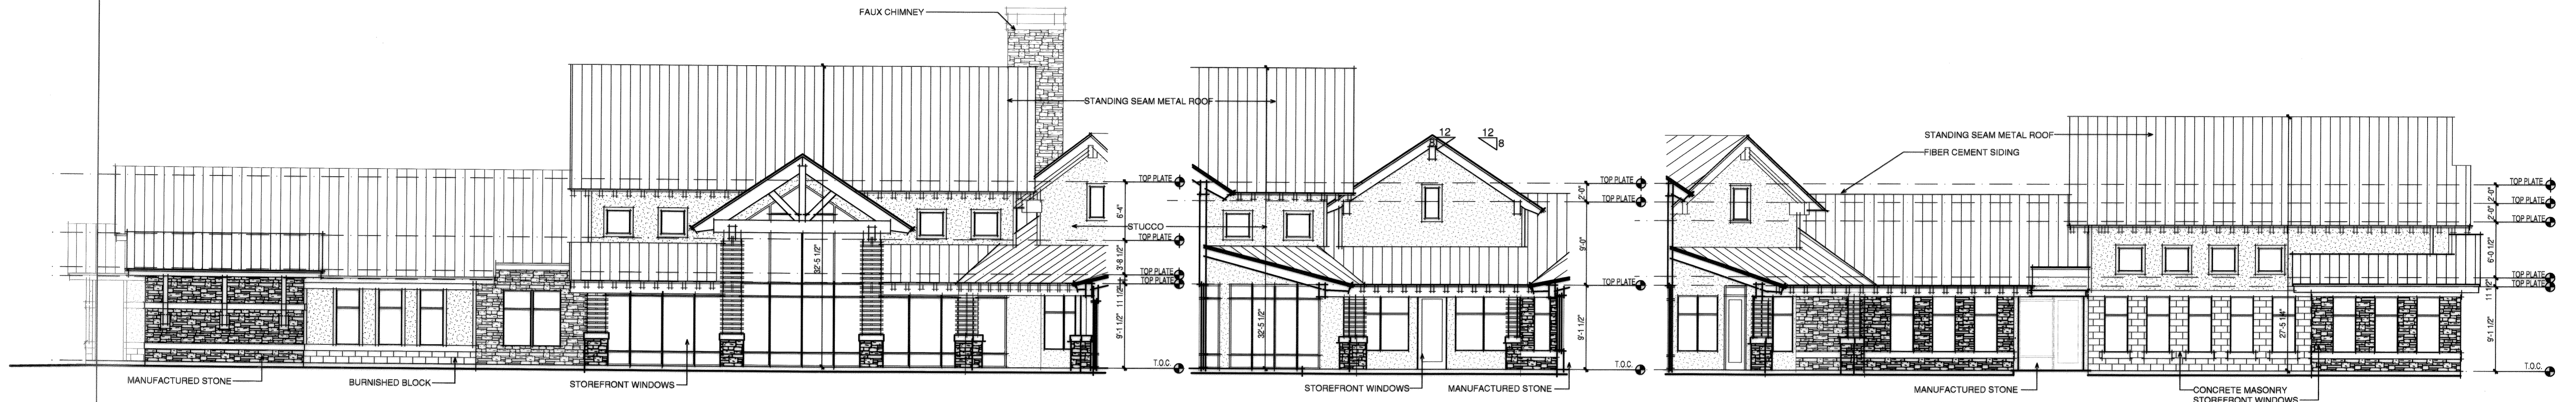 FAUX CHIMNEY
STANDING SEAM METAL ROOF
12
8
12
8
STANDING SEAM METAL ROOF
FIBER CEMENT SIDING
TOP PLATE
6'-4"
STUCCO
TOP PLATE
3'-8 1/2"
TOP PLATE
TOP PLATE
11 1/2"
9'-1 1/2"
T.O.C.
32'-5 1/2"
MANUFACTURED STONE
BURNISHED BLOCK
STOREFRONT WINDOWS
TOP PLATE
2'-0"
TOP PLATE
9'-0"
TOP PLATE
9'-1 1/2"
T.O.C.
32'-5 1/2"
STOREFRONT WINDOWS
MANUFACTURED STONE
TOP PLATE
2'-0"
TOP PLATE
2'-0"
TOP PLATE
6'-0 1/2"
TOP PLATE
TOP PLATE
11 1/2"
9'-1 1/2"
T.O.C.
27'-5 1/4"
MANUFACTURED STONE
CONCRETE MASONRY
STOREFRONT WINDOWS